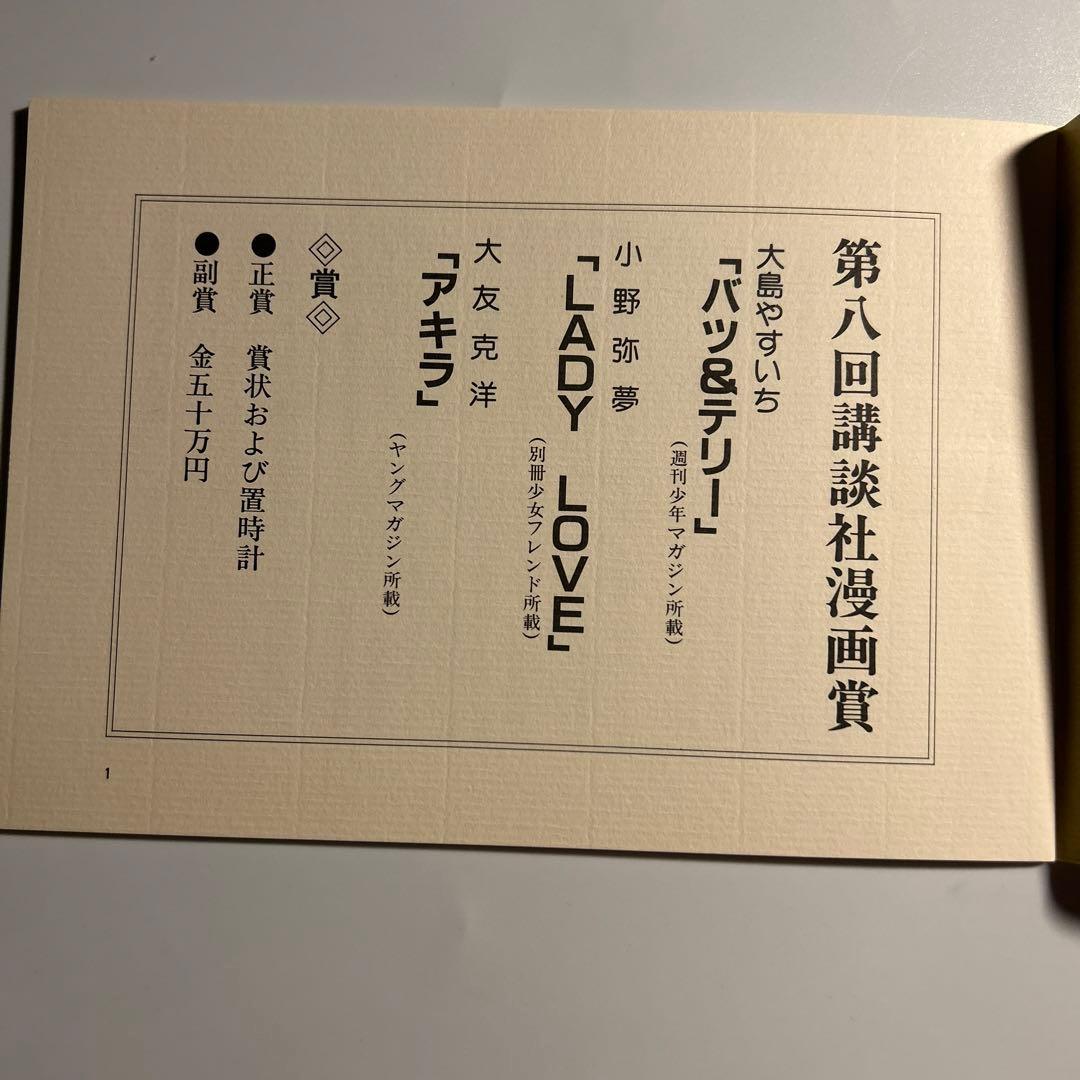 第八回講談社漫画賞
大島やすいち
「バツ&テリー」
(週刊少年マガジン所載)
小野弥夢
「LADY LOVE」
(別冊少女フレンド所載)
大友克洋
「アキラ」
(ヤングマガジン所載)
◇賞◇
●正賞 賞状および置時計
●副賞 金五十万円
1